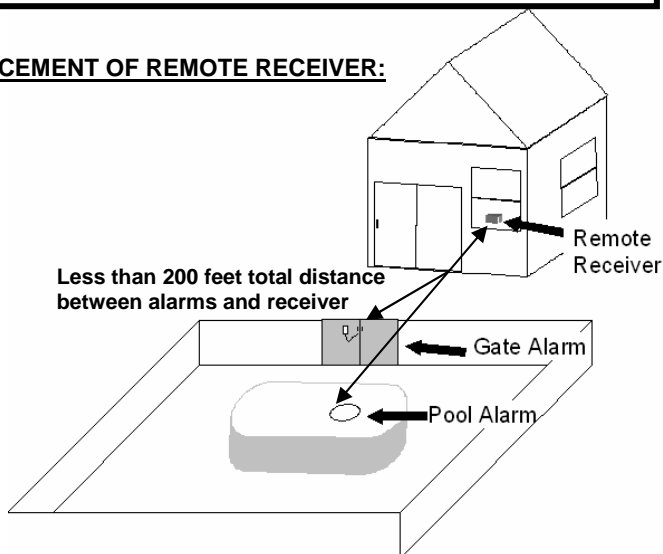 CEMENT OF REMOTE RECEIVER:
Remote
Receiver
Less than 200 feet total distance
between alarms and receiver
Gate Alarm
Pool Alarm